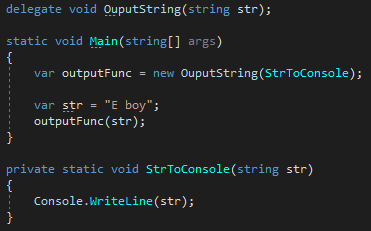 delegate void OuputString(string str);
static void Main(string[] args)
{
var outputFunc = new OuputString(StrToConsole);
var str = "E boy";
outputFunc(str);
}
private static void StrToConsole(string str)
{
Console.WriteLine(str);
}